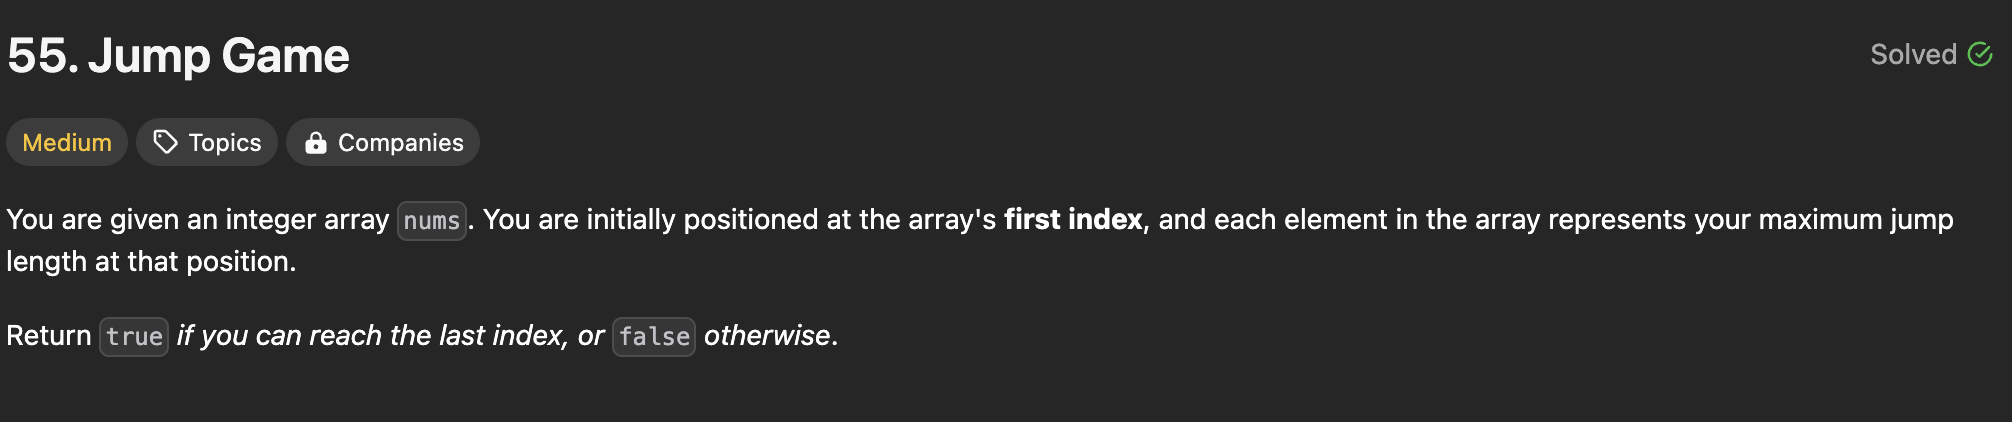 55. Jump Game
Solved
Medium
Topics
Companies
You are given an integer array nums. You are initially positioned at the array's first index, and each element in the array represents your maximum jump
length at that position.
Return true if you can reach the last index, or false otherwise.